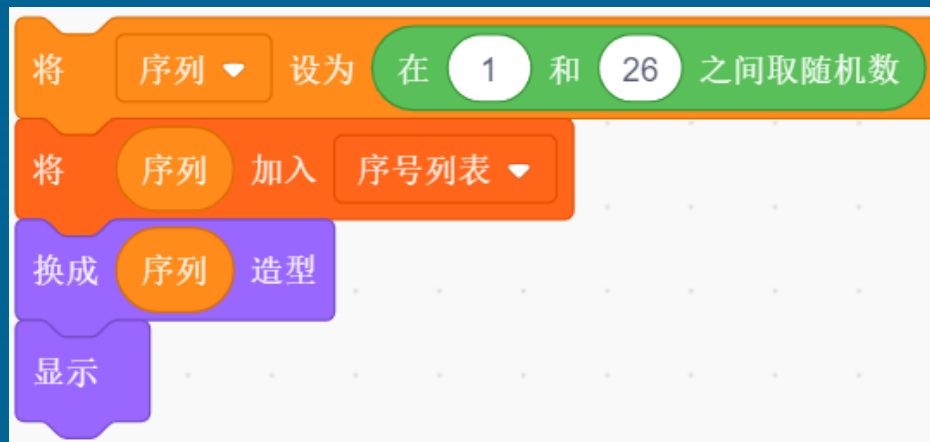 将 序列 设为 在 1 和 26 之间取随机数
将 序列 加入 序号列表
换成 序列 造型
显示